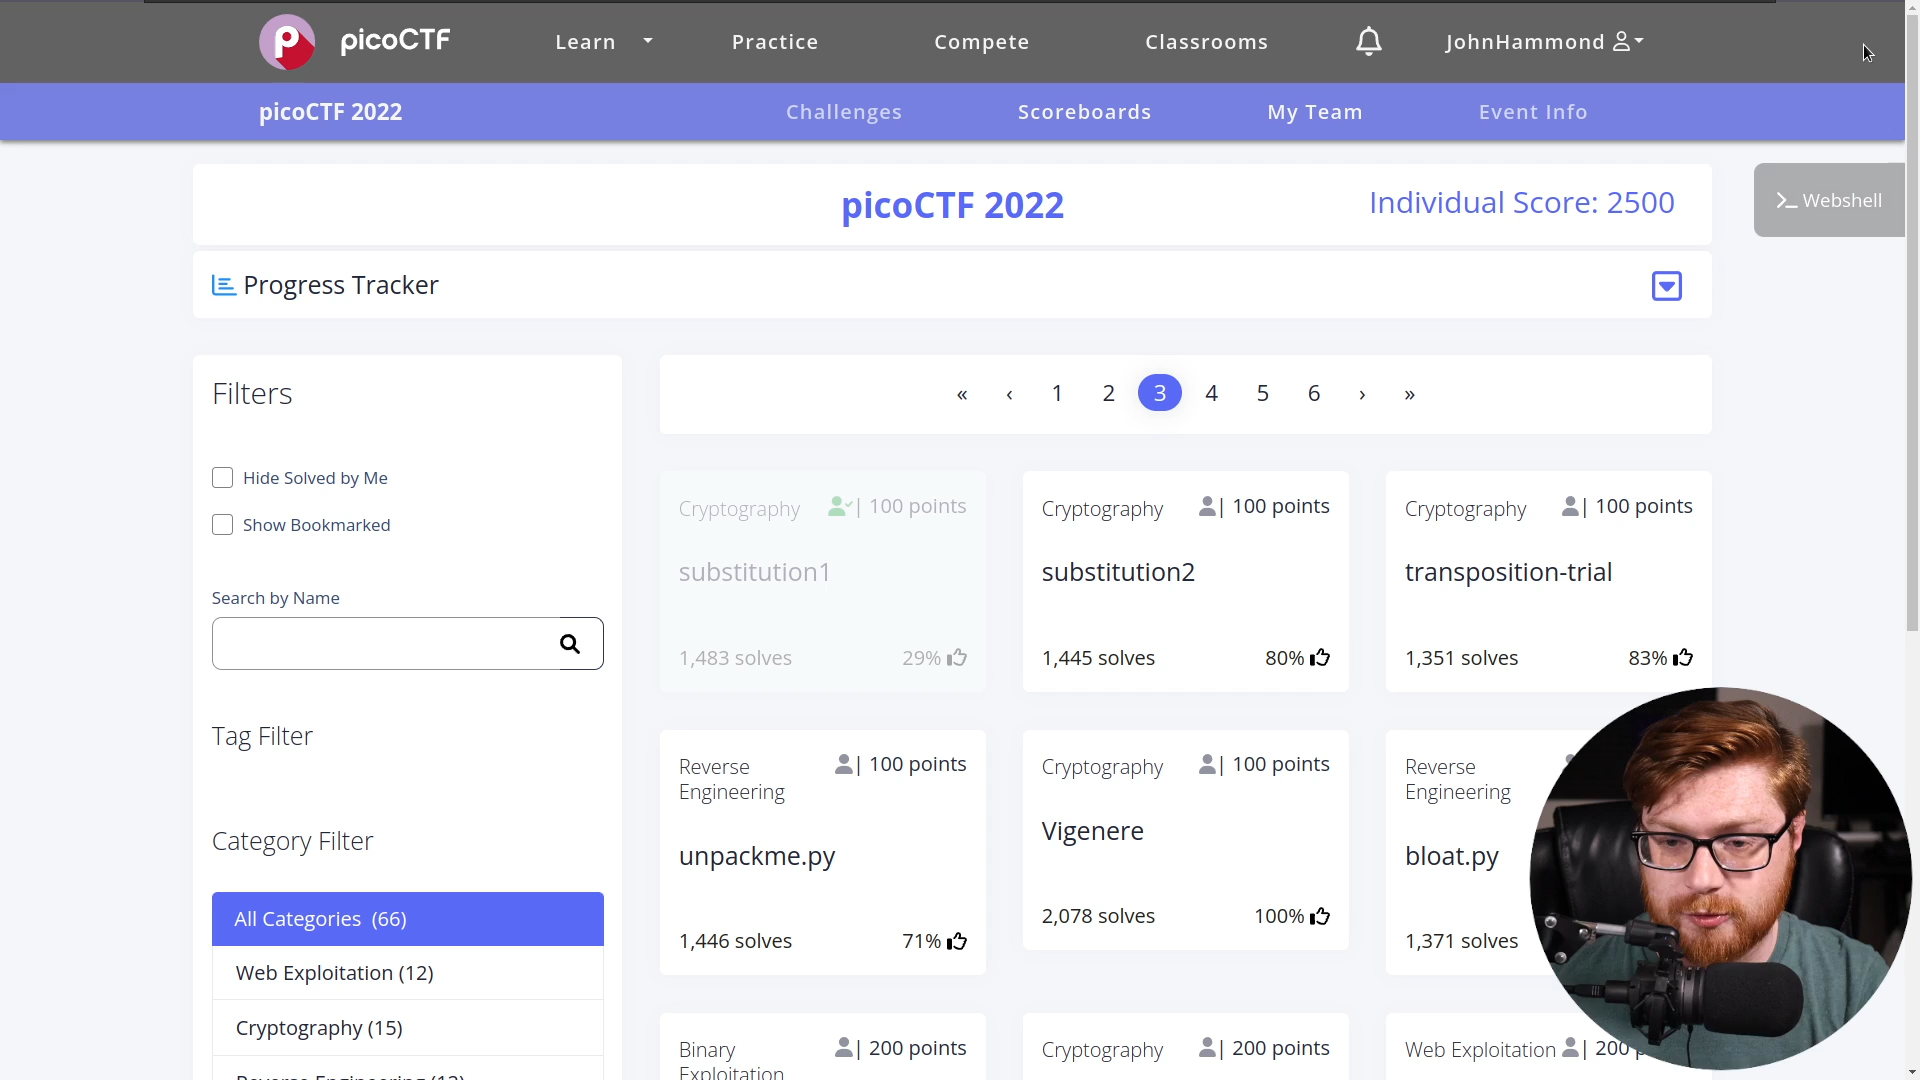 picoCTF
Learn
Practice
Compete
Classrooms
JohnHammond
picoCTF 2022
Challenges
Scoreboards
My Team
Event Info
picoCTF 2022
Individual Score: 2500
Webshell
Progress Tracker
Filters
« ‹ 1 2 3 4 5 6 › »
Hide Solved by Me
Show Bookmarked
Search by Name
Tag Filter
Category Filter
All Categories (66)
Web Exploitation (12)
Cryptography (15)
Cryptography | 100 points
substitution1
1,483 solves 29%
Cryptography | 100 points
substitution2
1,445 solves 80%
Cryptography | 100 points
transposition-trial
1,351 solves 83%
Reverse | 100 points
Engineering
unpackme.py
1,446 solves 71%
Cryptography | 100 points
Vigenere
2,078 solves 100%
Reverse
Engineering
bloat.py
1,371 solves
Binary | 200 points
Exploitation
Cryptography | 200 points
Web Exploitation | 200